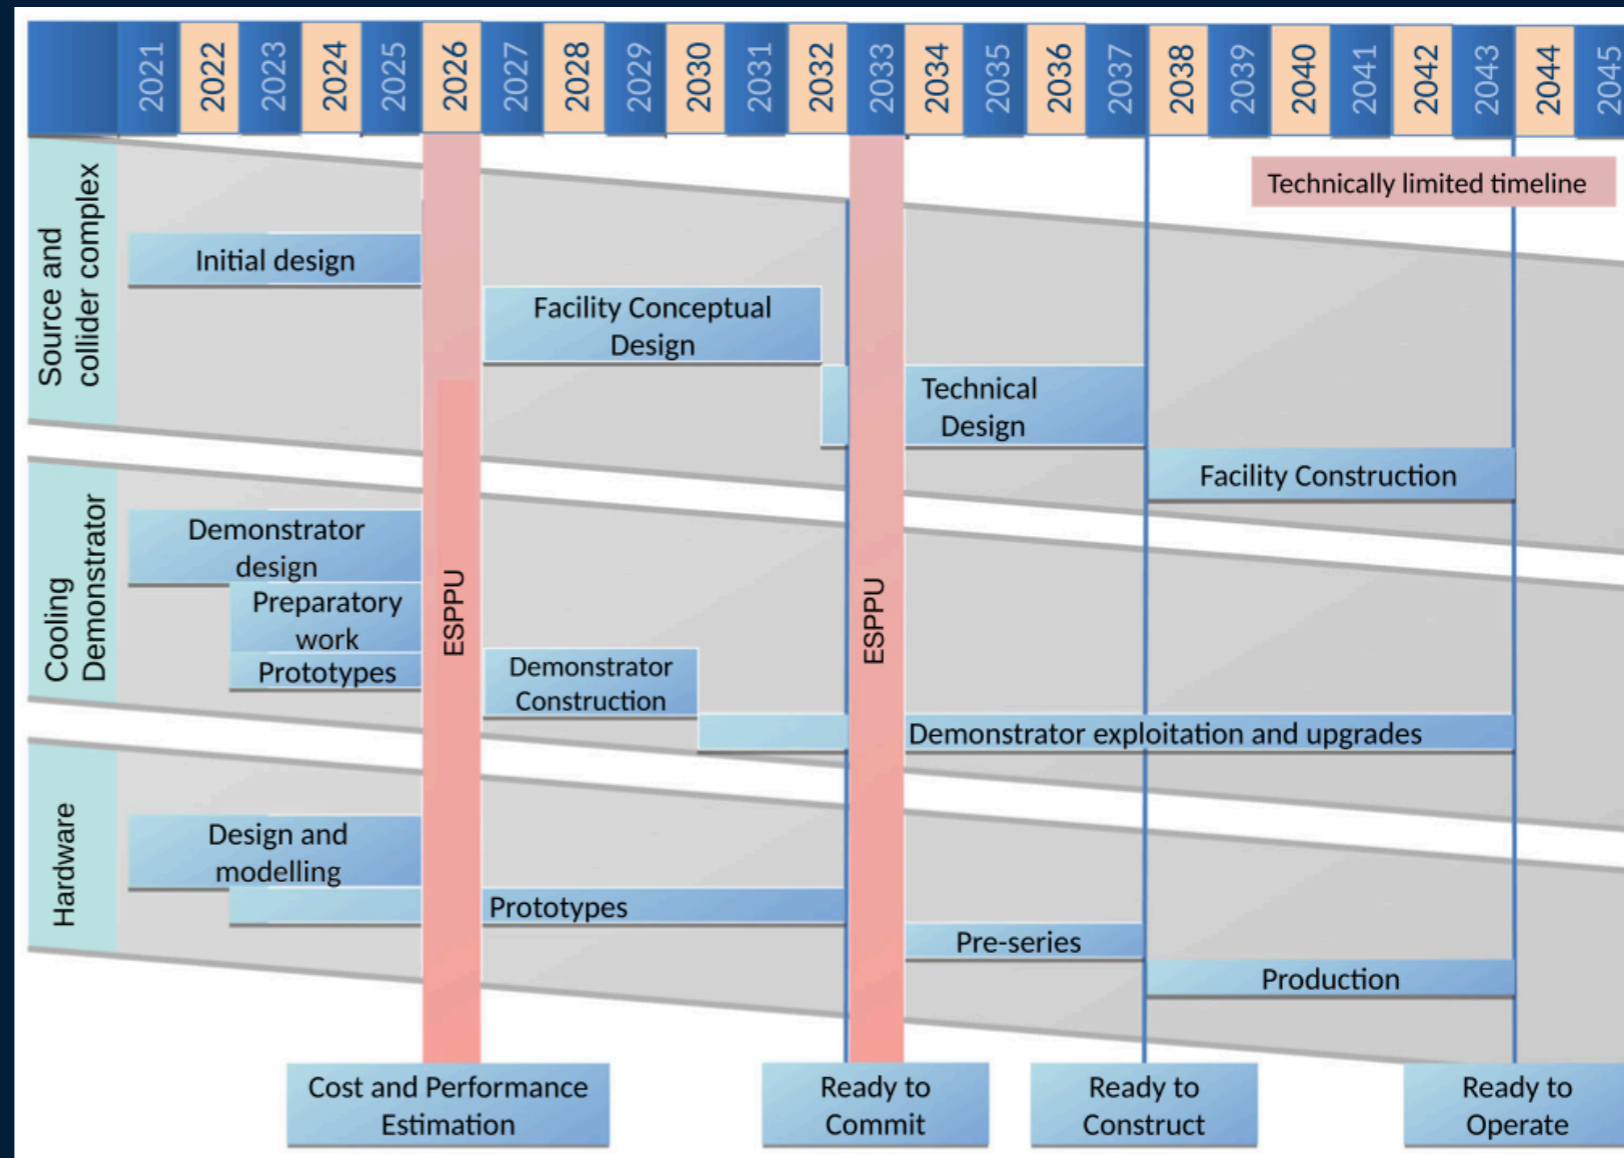 2021 2022 2023 2024 2025 2026 2027 2028 2029 2030 2031 2032 2033 2034 2035 2036 2037 2038 2039 2040 2041 2042 2043 2044 2045
Technically limited timeline
Source and
collider complex
Initial design
Facility Conceptual
Design
Technical
Design
Facility Construction
Cooling
Demonstrator
Demonstrator
design
Preparatory
work
Prototypes
ESPPU
ESPPU
Demonstrator
Construction
Demonstrator exploitation and upgrades
Hardware
Design and
modelling
Prototypes
Pre-series
Production
Cost and Performance
Estimation
Ready to
Commit
Ready to
Construct
Ready to
Operate